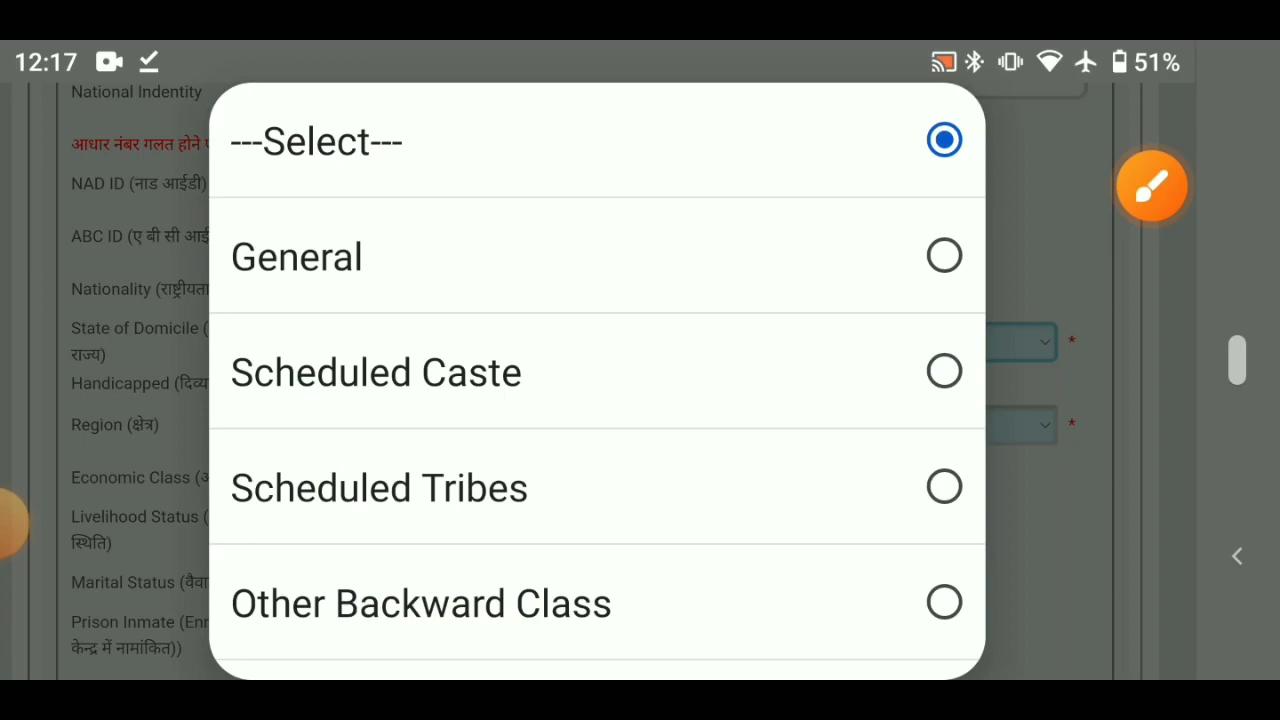 12:17 51%
National Indentity
---Select---
आधार नंबर गलत होने
NAD ID (नाड आईडी)
General
ABC ID (ए बी सी आई
Nationality (राष्ट्रीयता
State of Domicile ( *
राज्य)
Scheduled Caste
Handicapped (दिव्य
Region (क्षेत्र) *
Economic Class (
Scheduled Tribes
Livelihood Status (
स्थिति)
Marital Status (वैवा
Other Backward Class
Prison Inmate (Enr
केन्द्र में नामांकित))